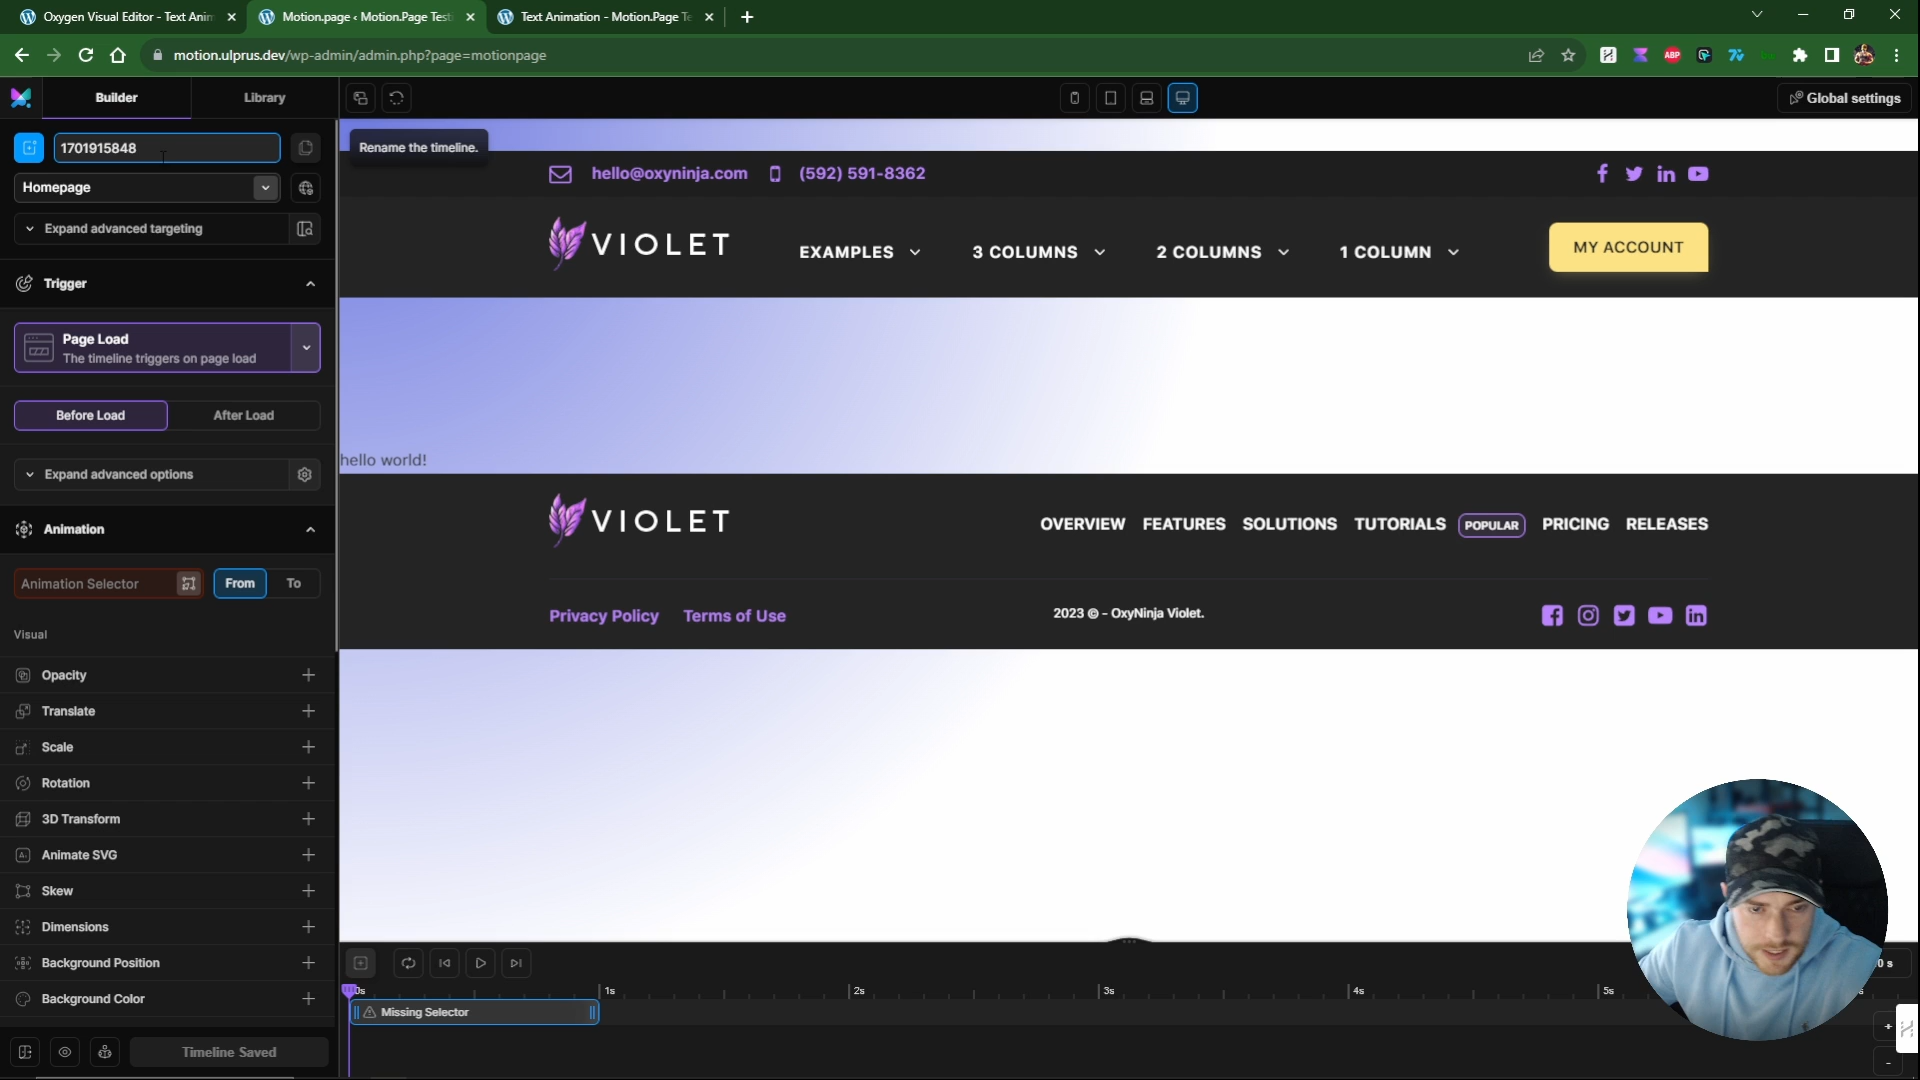 Oxygen Visual Editor - Text Anim
Motion.page ‹ Motion.Page Testi
Text Animation - Motion.Page Te
motion.ulprus.dev/wp-admin/admin.php?page=motionpage
ABP
Builder
Library
Global settings
1701915848
Rename the timeline.
Homepage
Expand advanced targeting
Trigger
Page Load
The timeline triggers on page load
Before Load
After Load
Expand advanced options
Animation
Animation Selector
From
To
Visual
Opacity
Translate
Scale
Rotation
3D Transform
Animate SVG
Skew
Dimensions
Background Position
Background Color
Timeline Saved
hello@oxyninja.com
(592) 591-8362
VIOLET
EXAMPLES
3 COLUMNS
2 COLUMNS
1 COLUMN
MY ACCOUNT
hello world!
VIOLET
OVERVIEW
FEATURES
SOLUTIONS
TUTORIALS
POPULAR
PRICING
RELEASES
Privacy Policy
Terms of Use
2023 © - OxyNinja Violet.
0 s
0s
1s
2s
3s
4s
5s
Missing Selector